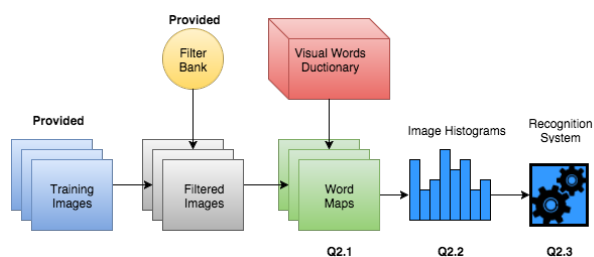 Provided
Filter
Bank
Visual Words
Ductionary
Provided
Training
Images
Filtered
Images
Word
Maps
Image Histograms
Recognition
System
Q2.1
Q2.2
Q2.3